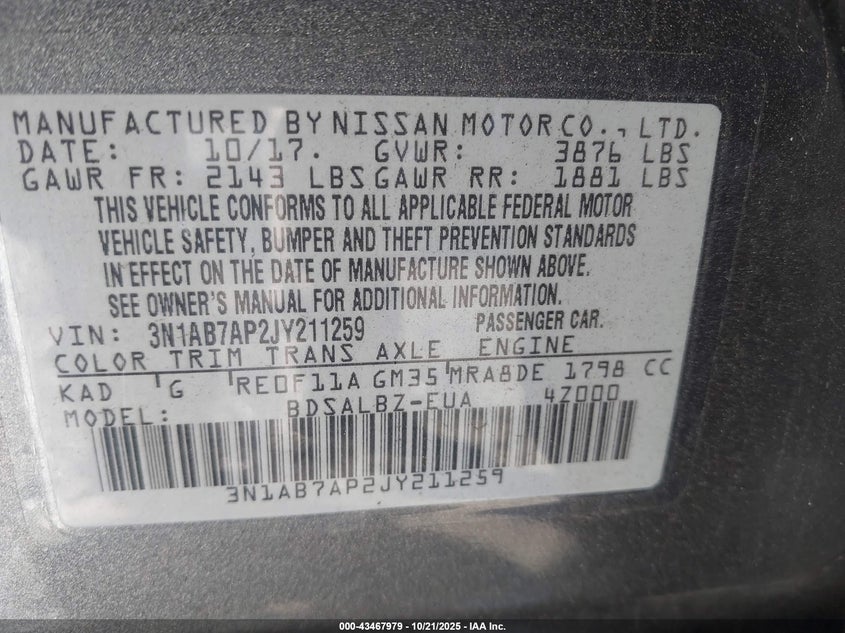 MANUFACTURED BY NISSAN MOTOR CO., LTD.
DATE: 10/17. GVWR: 3876 LBS
GAWR FR: 2143 LBS GAWR RR: 1881 LBS
THIS VEHICLE CONFORMS TO ALL APPLICABLE FEDERAL MOTOR
VEHICLE SAFETY, BUMPER AND THEFT PREVENTION STANDARDS
IN EFFECT ON THE DATE OF MANUFACTURE SHOWN ABOVE.
SEE OWNER'S MANUAL FOR ADDITIONAL INFORMATION.
VIN: 3N1AB7AP2JY211259 PASSENGER CAR.
COLOR TRIM TRANS AXLE ENGINE
KAD G RE0F11A GM35 MRA8DE 1798 CC
MODEL: BDSALBZ-EUA 4Z000
3N1AB7AP2JY211259
000-43467979 - 10/21/2025 - IAA Inc.